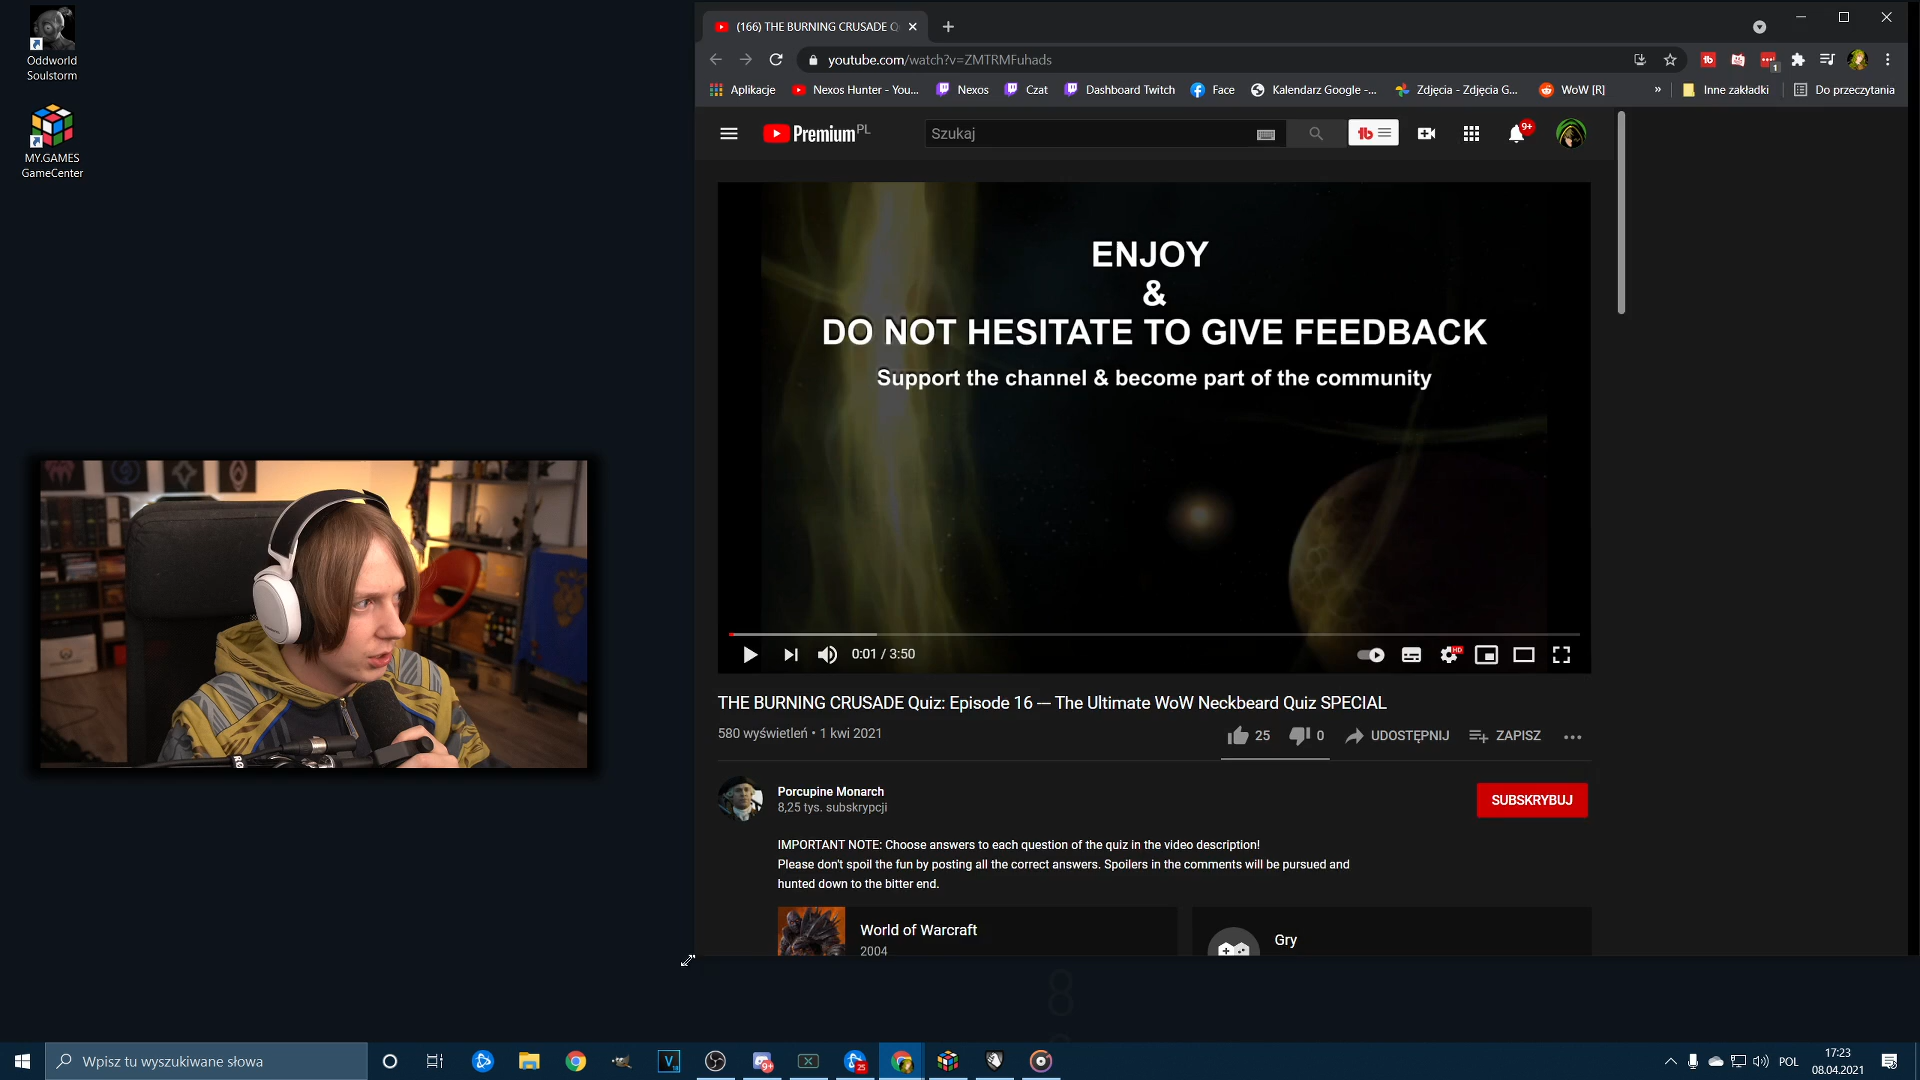 Oddworld
Soulstorm
MY.GAMES
GameCenter
(166) THE BURNING CRUSADE Q
youtube.com/watch?v=ZMTRMFuhads
Aplikacje
Nexos Hunter - You...
Nexos
Czat
Dashboard Twitch
Face
Kalendarz Google -...
Zdjęcia - Zdjęcia G...
WoW [R]
»
Inne zakładki
Do przeczytania
Premium PL
Szukaj
9+
ENJOY
&
DO NOT HESITATE TO GIVE FEEDBACK
Support the channel & become part of the community
0:01 / 3:50
HD
THE BURNING CRUSADE Quiz: Episode 16 — The Ultimate WoW Neckbeard Quiz SPECIAL
580 wyświetleń • 1 kwi 2021
25
0
UDOSTĘPNIJ
ZAPISZ
Porcupine Monarch
8,25 tys. subskrypcji
SUBSKRYBUJ
IMPORTANT NOTE: Choose answers to each question of the quiz in the video description!
Please don't spoil the fun by posting all the correct answers. Spoilers in the comments will be pursued and
hunted down to the bitter end.
World of Warcraft
2004
Gry
8
Wpisz tu wyszukiwane słowa
9+
25
POL
17:23
08.04.2021